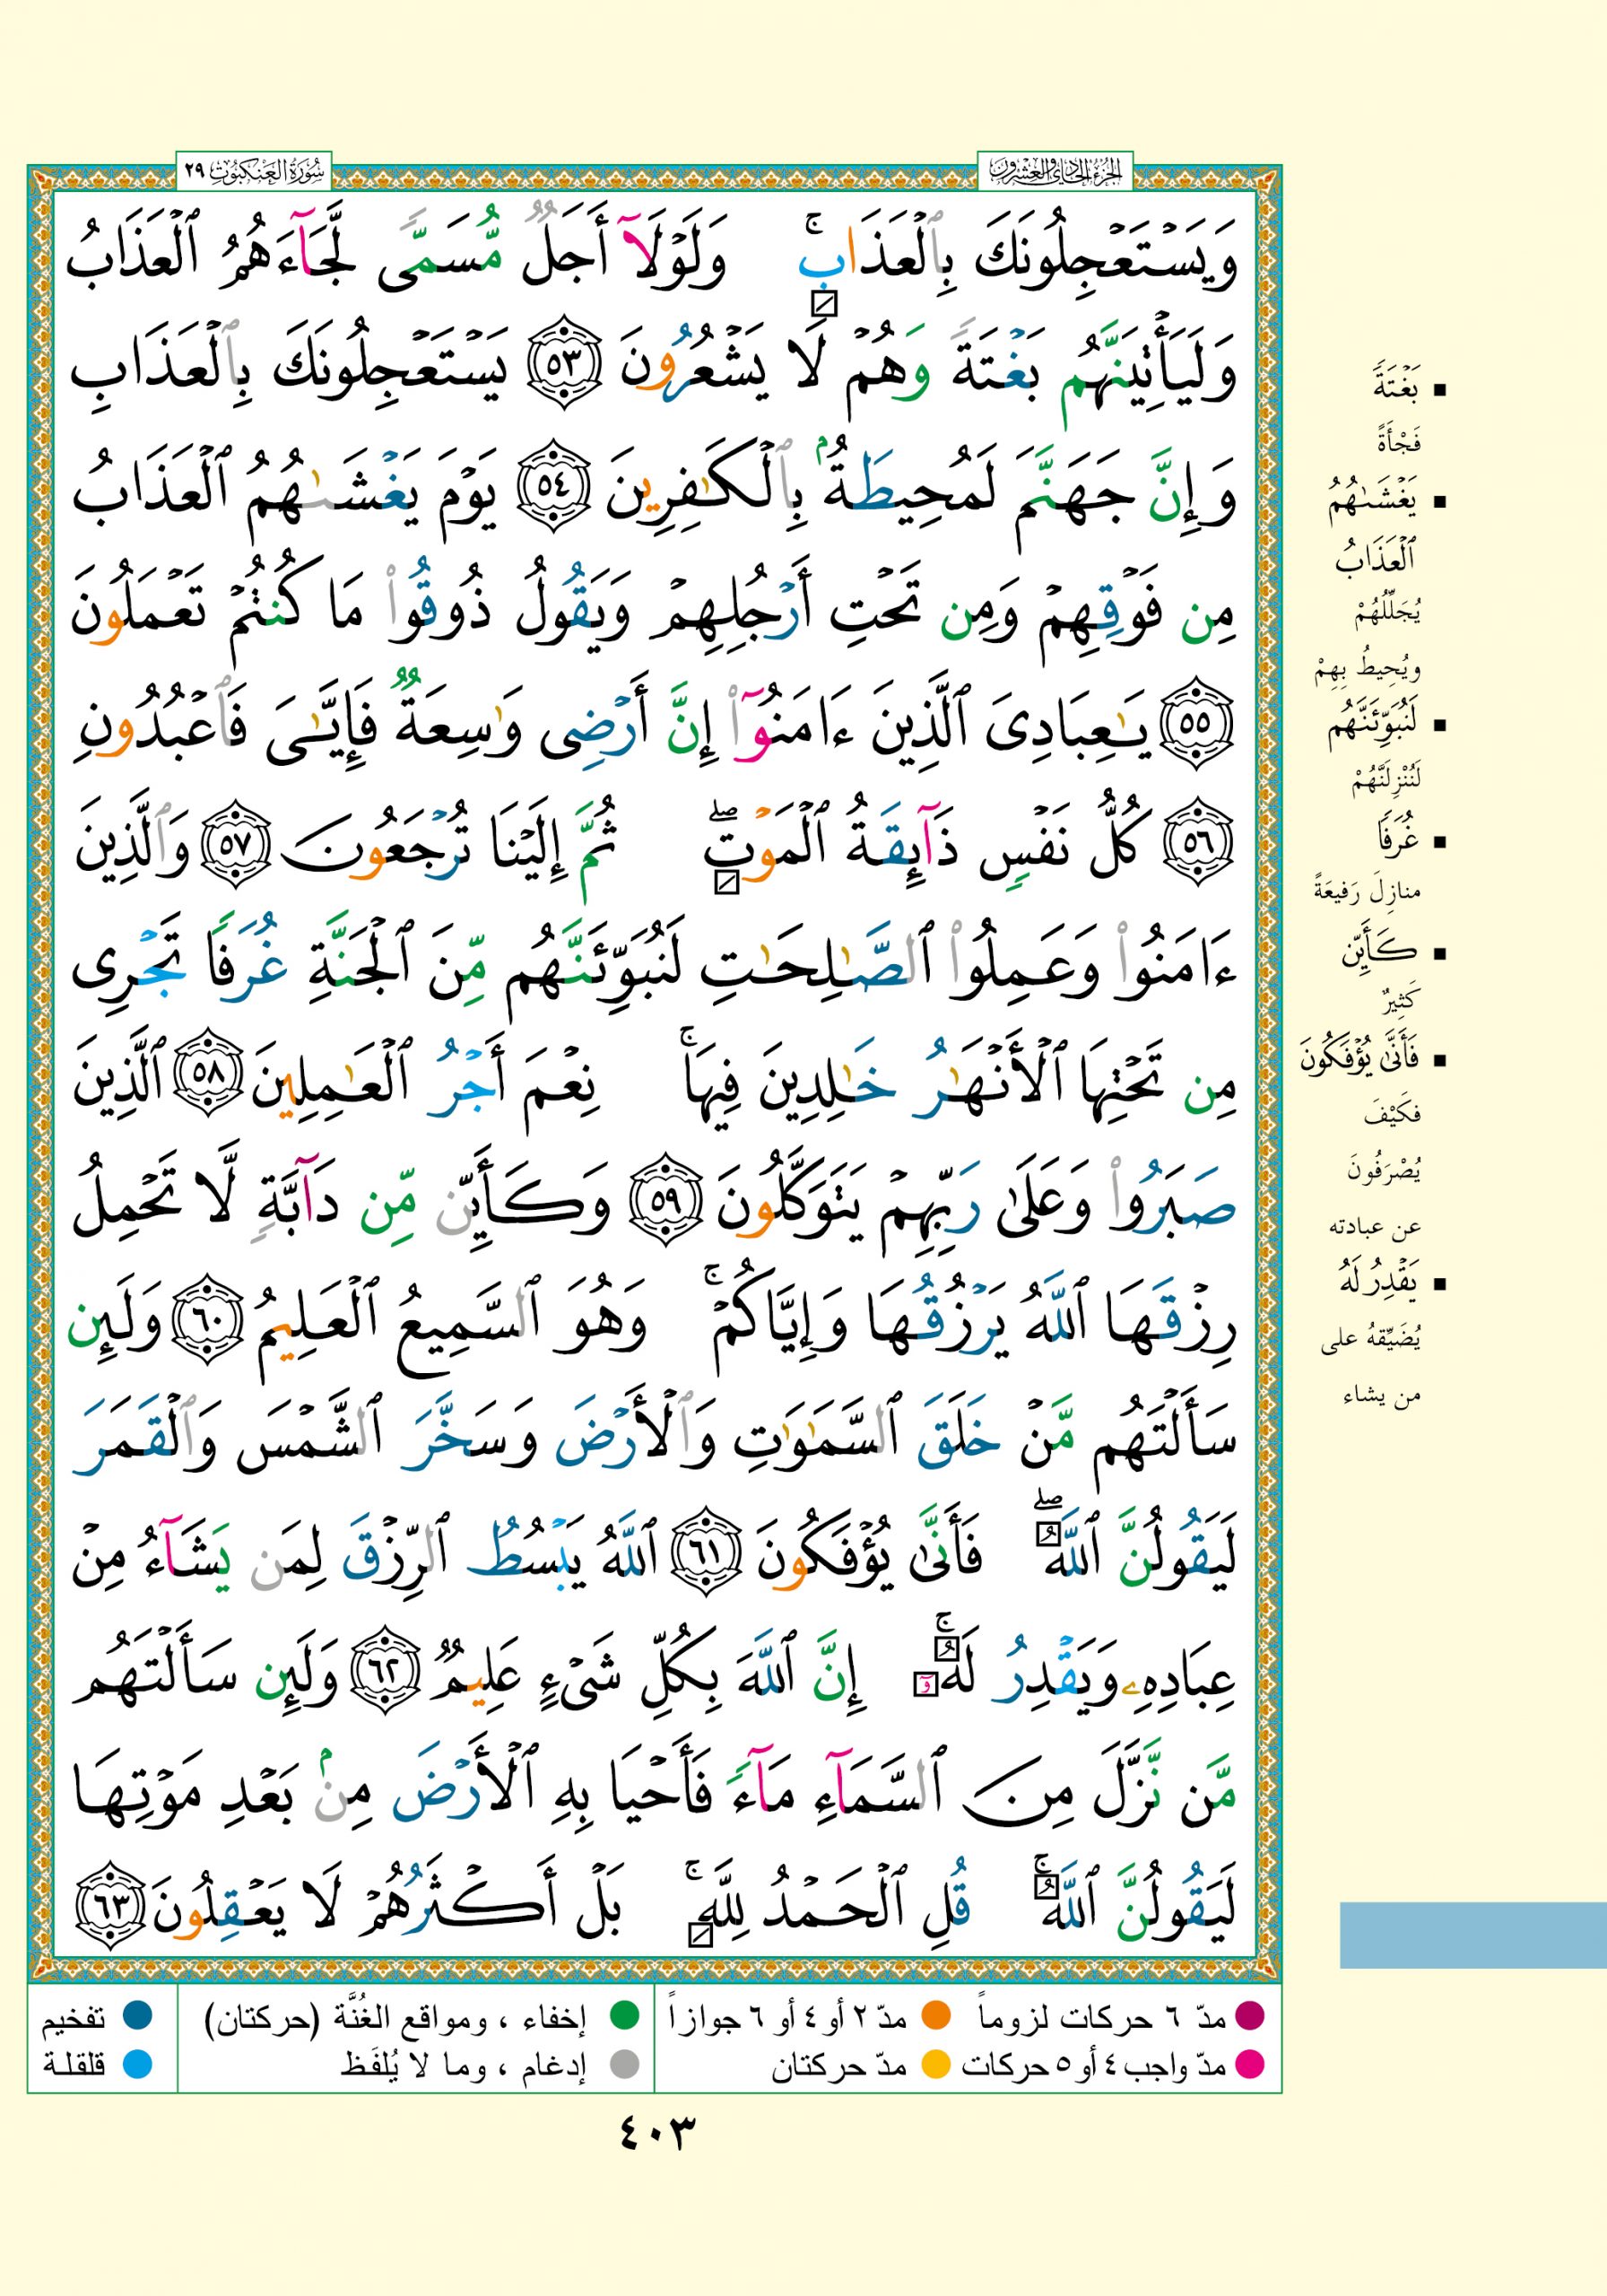 الجزء الحادي والعشرون
سورة العنكبوت ٢٩
وَيَسْتَعْجِلُونَكَ بِٱلْعَذَابِ ۚ وَلَوْلَآ أَجَلٌ مُّسَمًّى لَّجَآءَهُمُ ٱلْعَذَابُ
وَلَيَأْتِيَنَّهُم بَغْتَةً وَهُمْ لَا يَشْعُرُونَ ٥٣ يَسْتَعْجِلُونَكَ بِٱلْعَذَابِ
وَإِنَّ جَهَنَّمَ لَمُحِيطَةٌۢ بِٱلْكَٰفِرِينَ ٥٤ يَوْمَ يَغْشَىٰهُمُ ٱلْعَذَابُ
مِن فَوْقِهِمْ وَمِن تَحْتِ أَرْجُلِهِمْ وَيَقُولُ ذُوقُوا۟ مَا كُنتُمْ تَعْمَلُونَ
٥٥ يَٰعِبَادِىَ ٱلَّذِينَ ءَامَنُوٓا۟ إِنَّ أَرْضِى وَٰسِعَةٌ فَإِيَّٰىَ فَٱعْبُدُونِ
٥٦ كُلُّ نَفْسٍ ذَآئِقَةُ ٱلْمَوْتِ ۖ ثُمَّ إِلَيْنَا تُرْجَعُونَ ٥٧ وَٱلَّذِينَ
ءَامَنُوا۟ وَعَمِلُوا۟ ٱلصَّٰلِحَٰتِ لَنُبَوِّئَنَّهُم مِّنَ ٱلْجَنَّةِ غُرَفًا تَجْرِى
مِن تَحْتِهَا ٱلْأَنْهَٰرُ خَٰلِدِينَ فِيهَا ۚ نِعْمَ أَجْرُ ٱلْعَٰمِلِينَ ٥٨ ٱلَّذِينَ
صَبَرُوا۟ وَعَلَىٰ رَبِّهِمْ يَتَوَكَّلُونَ ٥٩ وَكَأَيِّن مِّن دَآبَّةٍ لَّا تَحْمِلُ
رِزْقَهَا ٱللَّهُ يَرْزُقُهَا وَإِيَّاكُمْ ۚ وَهُوَ ٱلسَّمِيعُ ٱلْعَلِيمُ ٦٠ وَلَئِن
سَأَلْتَهُم مَّنْ خَلَقَ ٱلسَّمَٰوَٰتِ وَٱلْأَرْضَ وَسَخَّرَ ٱلشَّمْسَ وَٱلْقَمَرَ
لَيَقُولُنَّ ٱللَّهُ ۖ فَأَنَّىٰ يُؤْفَكُونَ ٦١ ٱللَّهُ يَبْسُطُ ٱلرِّزْقَ لِمَن يَشَآءُ مِنْ
عِبَادِهِۦ وَيَقْدِرُ لَهُۥٓ ۚ إِنَّ ٱللَّهَ بِكُلِّ شَىْءٍ عَلِيمٌ ٦٢ وَلَئِن سَأَلْتَهُم
مَّن نَّزَّلَ مِنَ ٱلسَّمَآءِ مَآءً فَأَحْيَا بِهِ ٱلْأَرْضَ مِنۢ بَعْدِ مَوْتِهَا
لَيَقُولُنَّ ٱللَّهُ ۚ قُلِ ٱلْحَمْدُ لِلَّهِ ۚ بَلْ أَكْثَرُهُمْ لَا يَعْقِلُونَ ٦٣
▪ بَغْتَةً
فَجْأَةً
▪ يَغْشَىٰهُمُ
ٱلْعَذَابُ
يُجَلِّلُهُمْ
ويُحِيطُ بِهِمْ
▪ لَنُبَوِّئَنَّهُم
لَنُنْزِلَنَّهُمْ
▪ غُرَفًا
منازِلَ رَفيعَةً
▪ كَأَيِّن
كَثِيرٌ
▪ فَأَنَّىٰ يُؤْفَكُونَ
فكَيْفَ
يُصْرَفُونَ
عن عبادته
▪ يَقْدِرُ لَهُ
يُضَيِّقهُ على
من يشاء
مدّ ٦ حركات لزوماً مدّ ٢ أو ٤ أو ٦ جوازاً إخفاء ، ومواقع الغُنَّة (حركتان) تفخيم
مدّ واجب ٤ أو ٥ حركات مدّ حركتان إدغام ، وما لا يُلفَظ قلقلة
٤٠٣